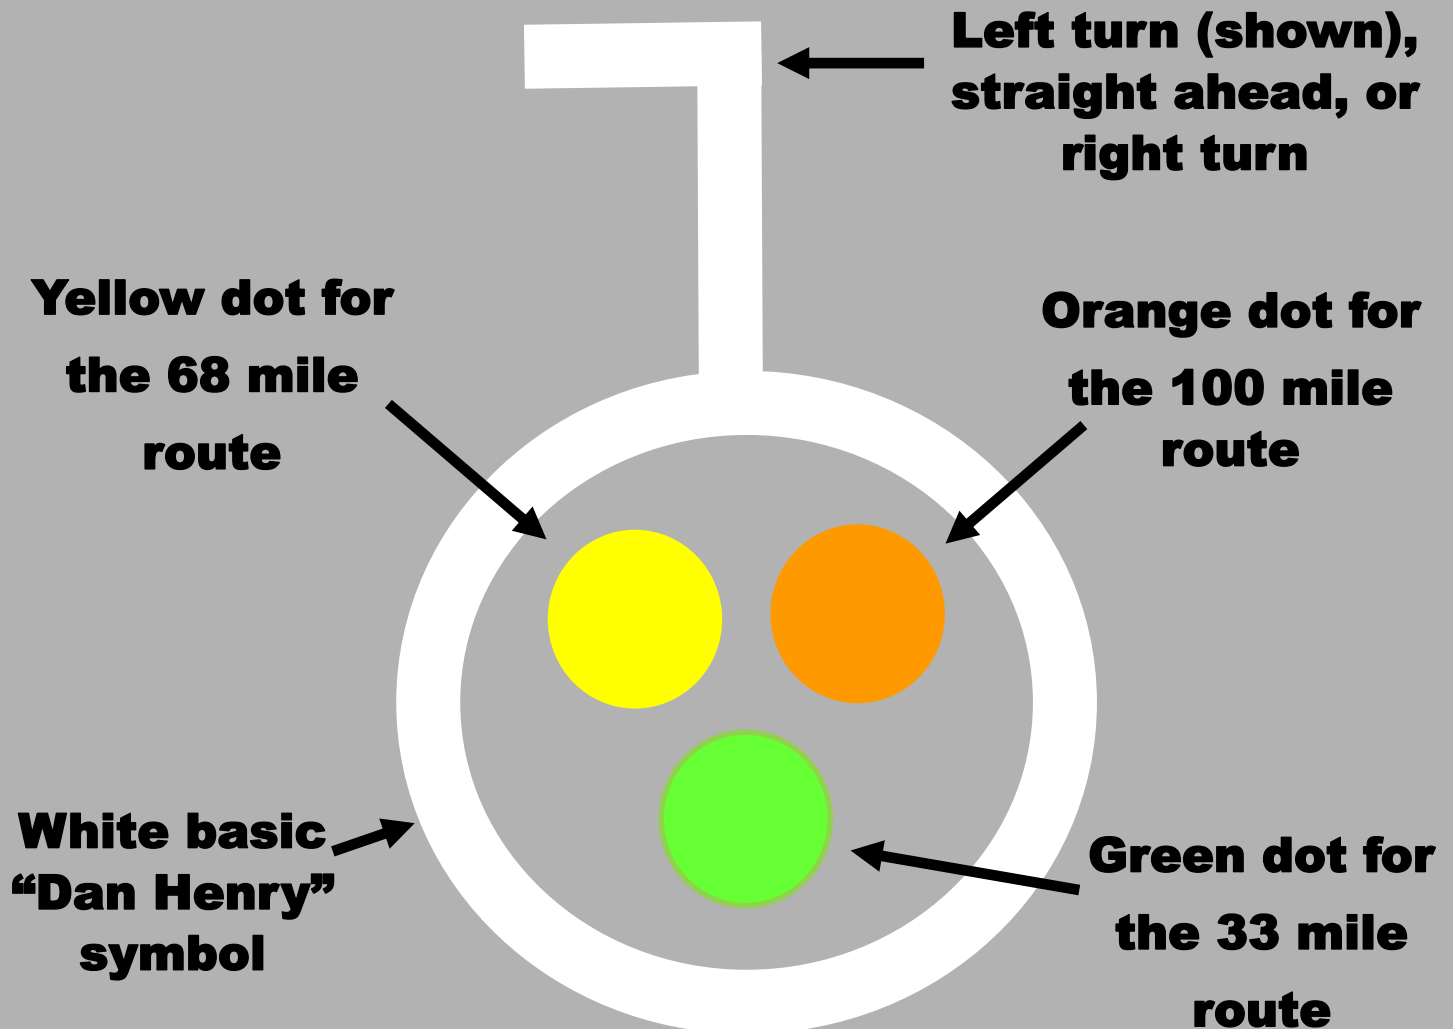 Left turn (shown),
straight ahead, or
right turn
Yellow dot for
the 68 mile
route
Orange dot for
the 100 mile
route
White basic
“Dan Henry”
symbol
Green dot for
the 33 mile
route